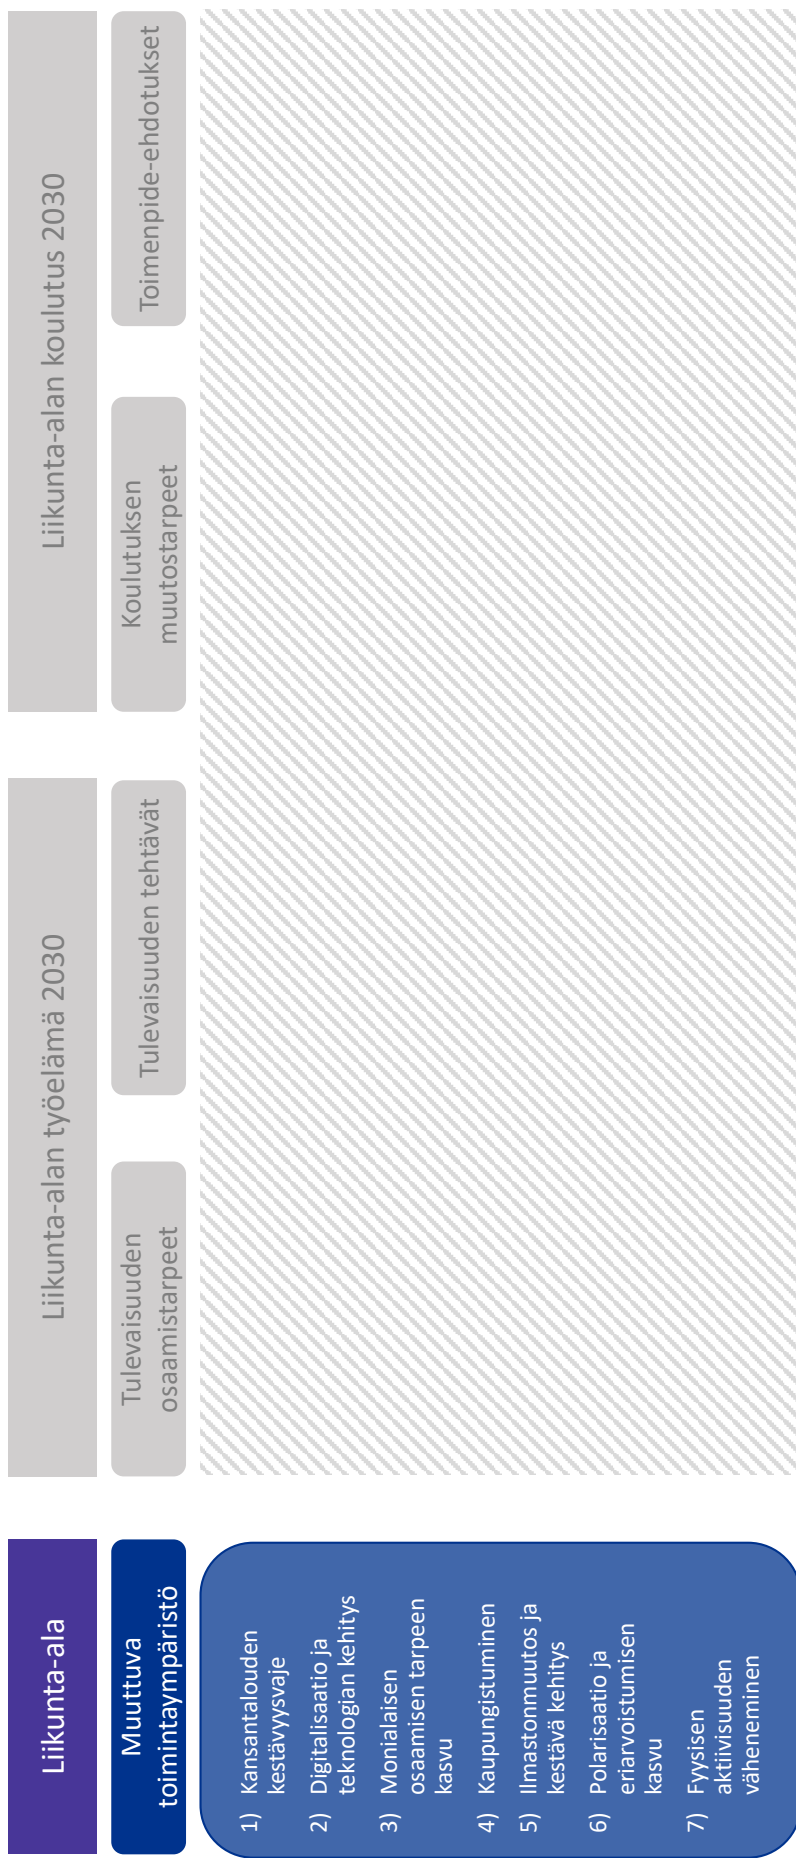 Liikunta-ala
Liikunta-alan työelämä 2030
Liikunta-alan koulutus 2030
Muuttuva
toimintaympäristö
Tulevaisuuden
osaamistarpeet
Tulevaisuuden tehtävät
Koulutuksen
muutostarpeet
Toimenpide-ehdotukset
1) Kansantalouden
kestävyysvaje
2) Digitalisaatio ja
teknologian kehitys
3) Monialaisen
osaamisen tarpeen
kasvu
4) Kaupungistuminen
5) Ilmastonmuutos ja
kestävä kehitys
6) Polarisaatio ja
eriarvoistumisen
kasvu
7) Fyysisen
aktiivisuuden
väheneminen